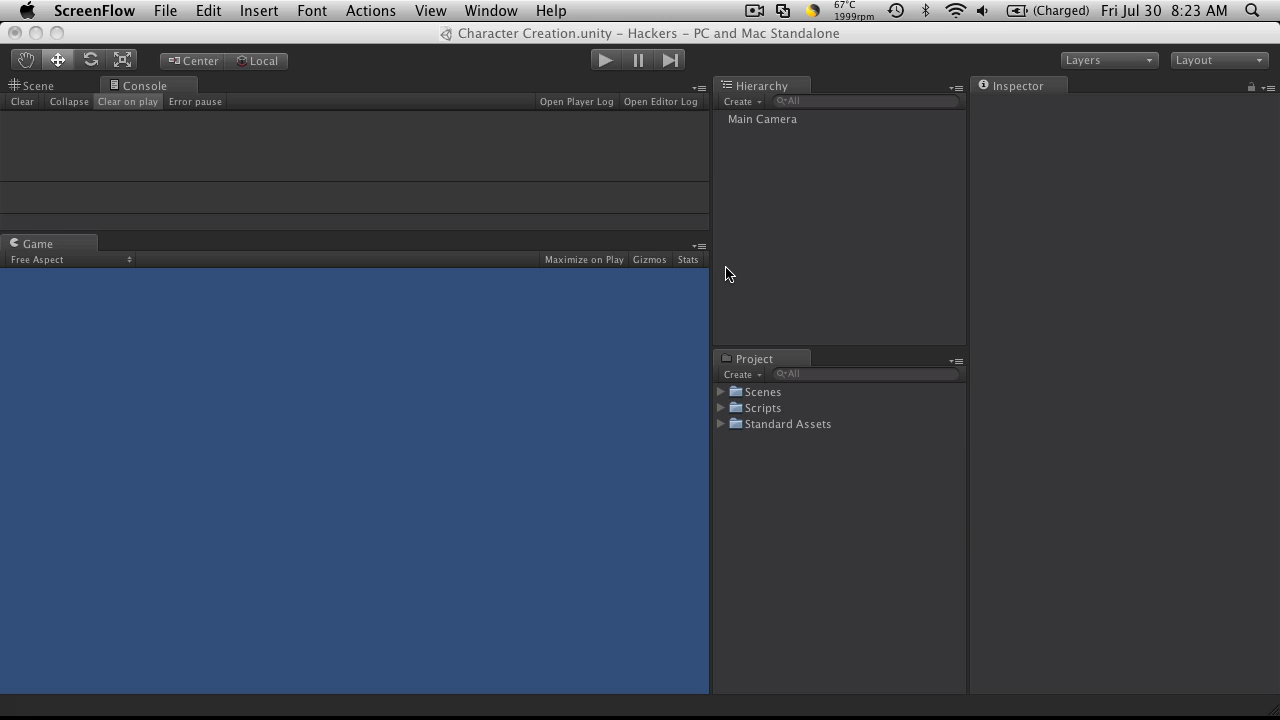 ScreenFlow File Edit Insert Font Actions View Window Help 67°C 1999rpm (Charged) Fri Jul 30 8:23 AM
Character Creation.unity – Hackers – PC and Mac Standalone
Center Local Layers Layout
Scene Console Hierarchy Inspector
Clear Collapse Clear on play Error pause Open Player Log Open Editor Log Create All
Main Camera
Game
Free Aspect Maximize on Play Gizmos Stats
Project
Create All
Scenes
Scripts
Standard Assets